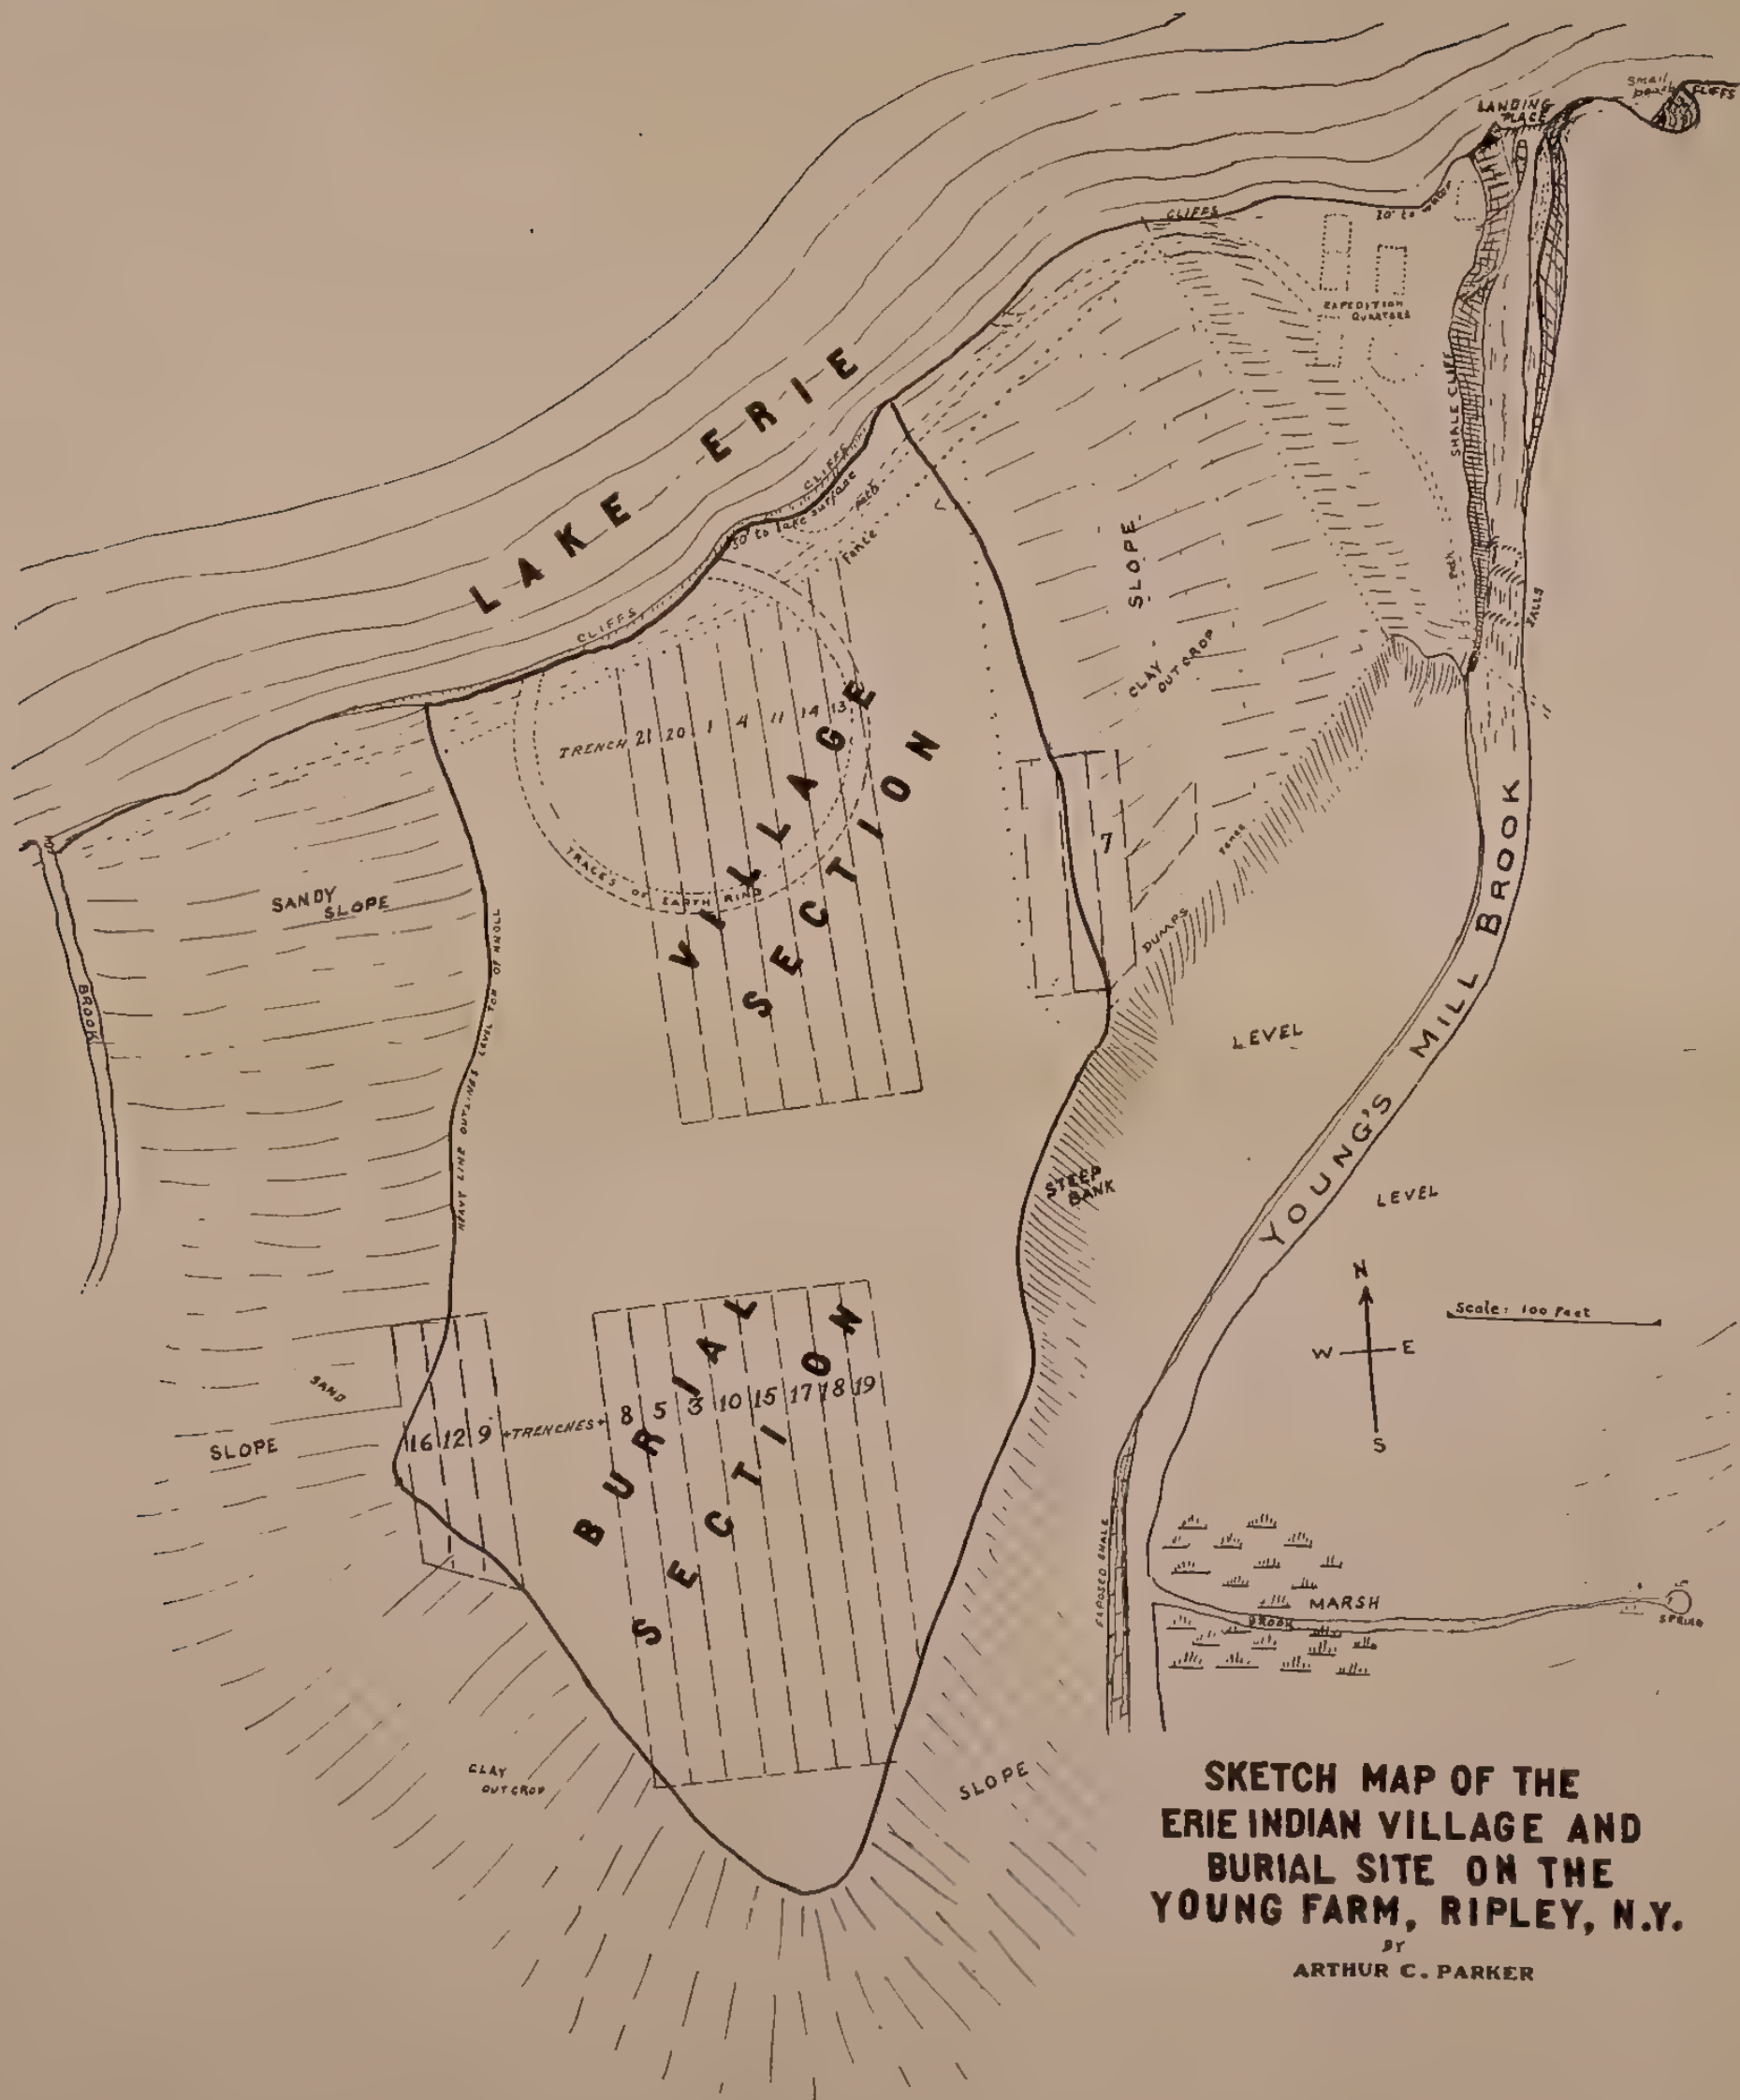 Small
beach
CLIFFS
LANDING
PLACE
CLIFFS
20' to water
EXPEDITION
QUARTERS
SHALE CLIFF
LAKE ERIE
CLIFFS
30' to lake surface
Path
Fence
SLOPE
Path
FALLS
CLIFFS
CLAY
OUTCROP
TRENCH 21 20 1 4 11 14 13
VILLAGE
SECTION
TRACES OF EARTH RING
7
Fence
DUMPS
SANDY
SLOPE
BROOK
HEAVY LINE OUTLINES LEVEL TOP OF KNOLL
LEVEL
YOUNG'S MILL BROOK
STEEP
BANK
LEVEL
N
W E
S
Scale: 100 feet
SAND
SLOPE
16 12 9 TRENCHES 8 5 3 10 15 17 18 19
BURIAL
SECTION
EXPOSED SHALE
MARSH
BROOK
SPRING
CLAY
OUTCROP
SLOPE
SKETCH MAP OF THE
ERIE INDIAN VILLAGE AND
BURIAL SITE ON THE
YOUNG FARM, RIPLEY, N.Y.
BY
ARTHUR C. PARKER